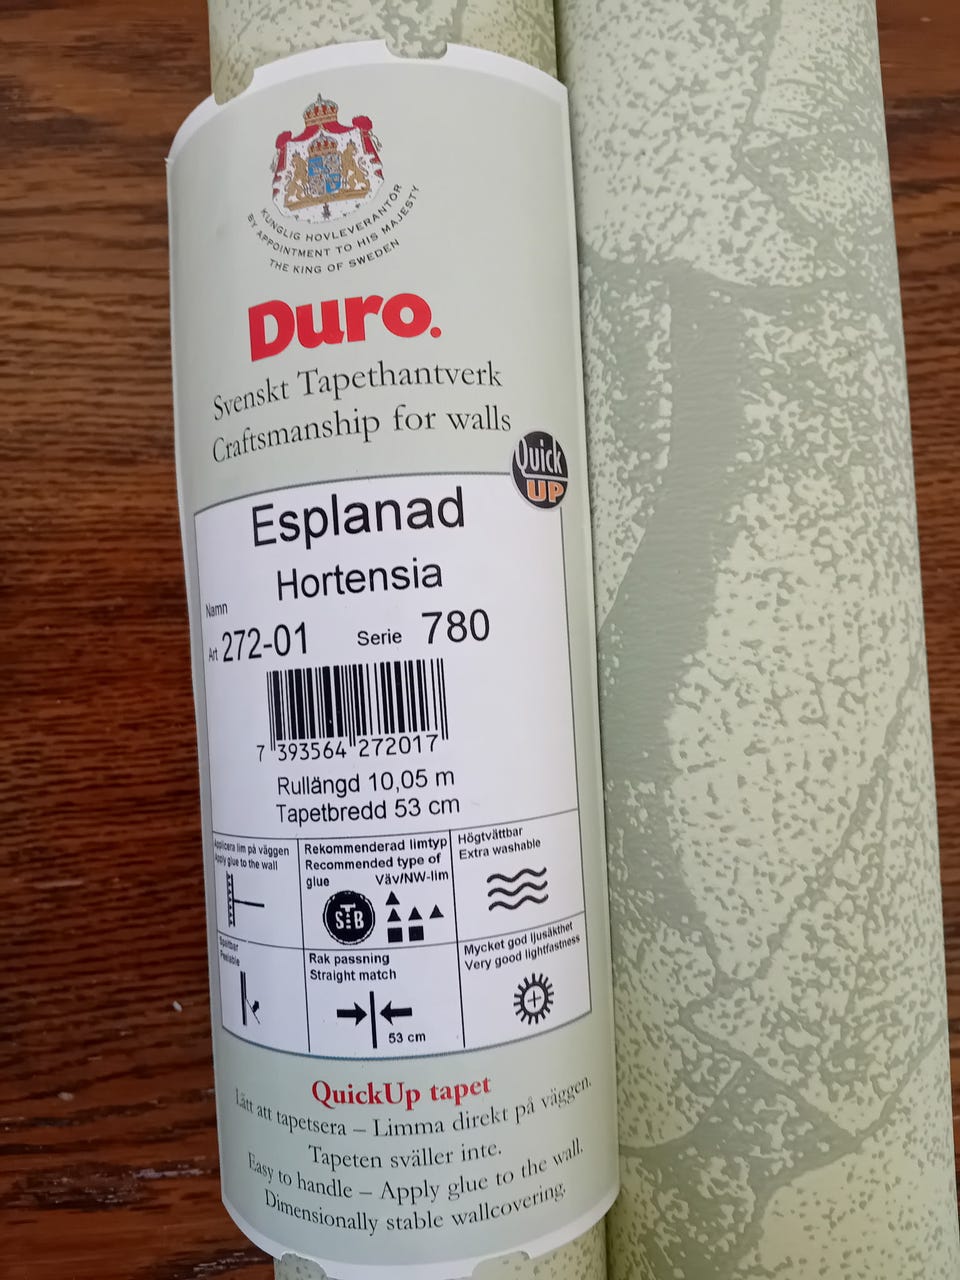 KUNGLIG HOVLEVERANTÖR
BY APPOINTMENT TO HIS MAJESTY
THE KING OF SWEDEN
Duro.
Svenskt Tapethantverk
Craftsmanship for walls
Quick
UP
Esplanad
Hortensia
Namn
Art 272-01 Serie 780
7 393564 272017
Rullängd 10,05 m
Tapetbredd 53 cm
Applicera lim på väggen
Apply glue to the wall
Rekommenderad limtyp
Recommended type of
glue Väv/NW-lim
STB
Högtvättbar
Extra washable
Spaltbar
Peelable
Rak passning
Straight match
53 cm
Mycket god ljusäkthet
Very good lightfastness
QuickUp tapet
Lätt att tapetsera – Limma direkt på väggen.
Tapeten sväller inte.
Easy to handle – Apply glue to the wall.
Dimensionally stable wallcovering.